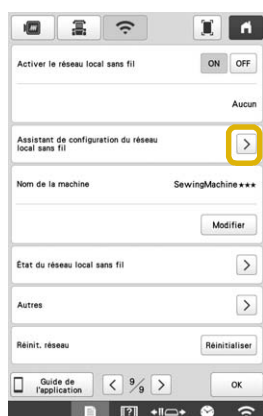 Activer le réseau local sans fil
ON OFF
Aucun
Assistant de configuration du réseau
local sans fil
Nom de la machine SewingMachine★★★
Modifier
État du réseau local sans fil
Autres
Réinit. réseau Réinitialiser
Guide de
l'application
9/9
OK